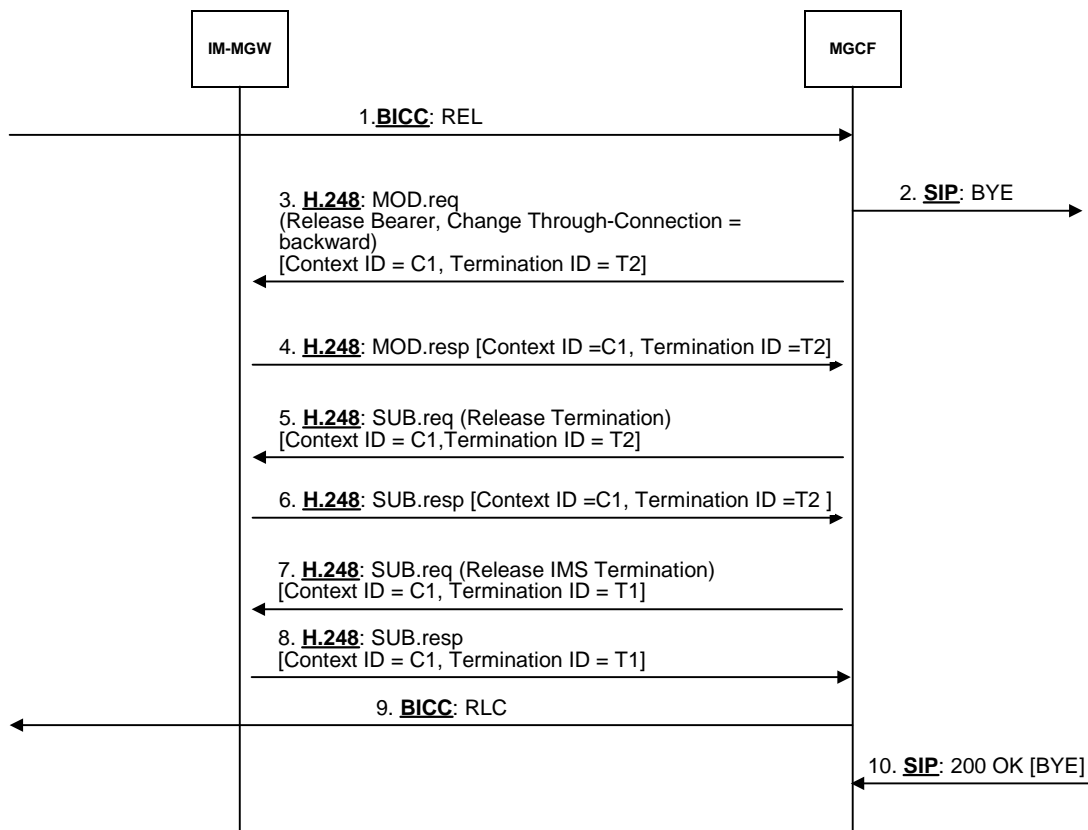 IM-MGW
MGCF
1.BICC: REL
2. SIP: BYE
3. H.248: MOD.req
(Release Bearer, Change Through-Connection =
backward)
[Context ID = C1, Termination ID = T2]
4. H.248: MOD.resp [Context ID =C1, Termination ID =T2]
5. H.248: SUB.req (Release Termination)
[Context ID = C1,Termination ID = T2]
6. H.248: SUB.resp [Context ID =C1, Termination ID =T2 ]
7. H.248: SUB.req (Release IMS Termination)
[Context ID = C1, Termination ID = T1]
8. H.248: SUB.resp
[Context ID = C1, Termination ID = T1]
9. BICC: RLC
10. SIP: 200 OK [BYE]